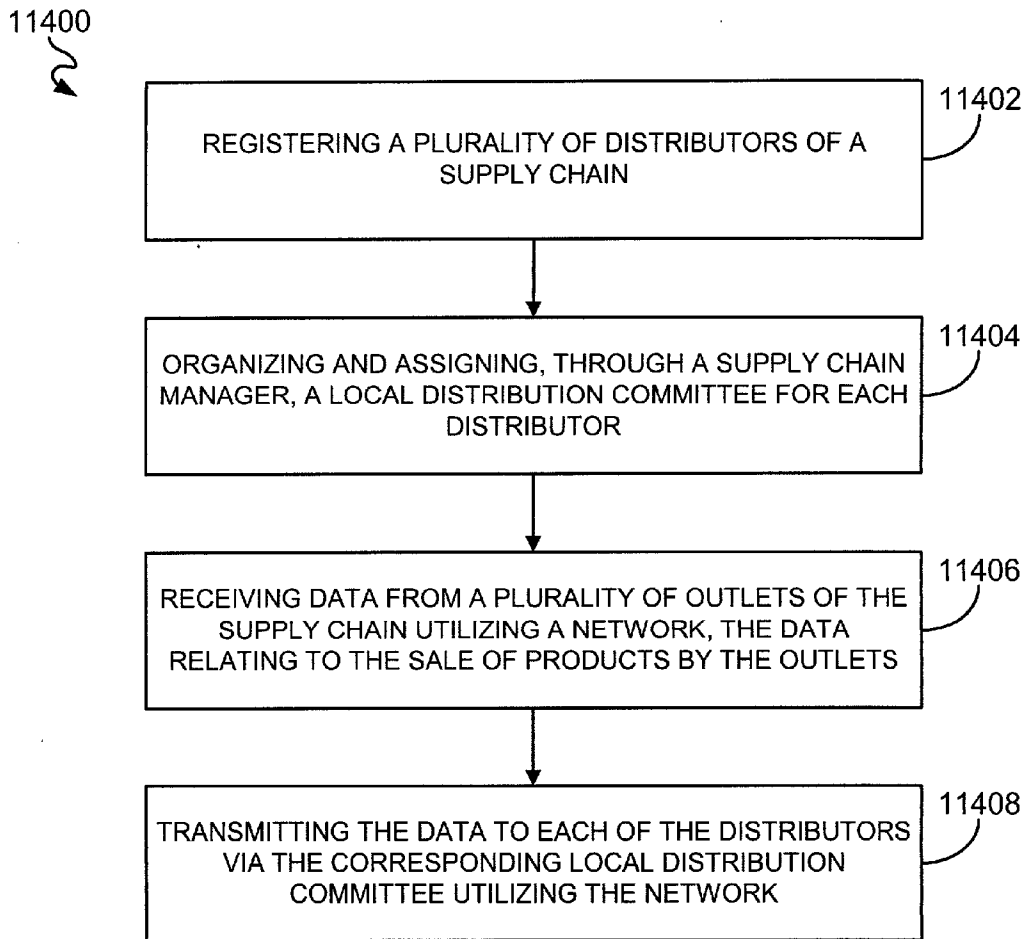 11400
11402
REGISTERING A PLURALITY OF DISTRIBUTORS OF A
SUPPLY CHAIN
11404
ORGANIZING AND ASSIGNING, THROUGH A SUPPLY CHAIN
MANAGER, A LOCAL DISTRIBUTION COMMITTEE FOR EACH
DISTRIBUTOR
11406
RECEIVING DATA FROM A PLURALITY OF OUTLETS OF THE
SUPPLY CHAIN UTILIZING A NETWORK, THE DATA
RELATING TO THE SALE OF PRODUCTS BY THE OUTLETS
11408
TRANSMITTING THE DATA TO EACH OF THE DISTRIBUTORS
VIA THE CORRESPONDING LOCAL DISTRIBUTION
COMMITTEE UTILIZING THE NETWORK